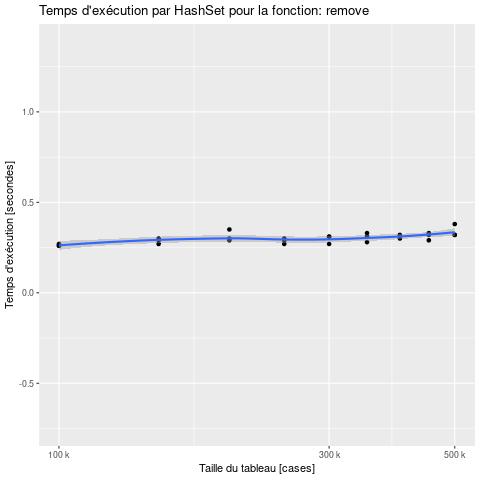 Temps d'exécution par HashSet pour la fonction: remove
Temps d'exécution [secondes]
1.0
0.5
0.0
-0.5
100 k
300 k
500 k
Taille du tableau [cases]